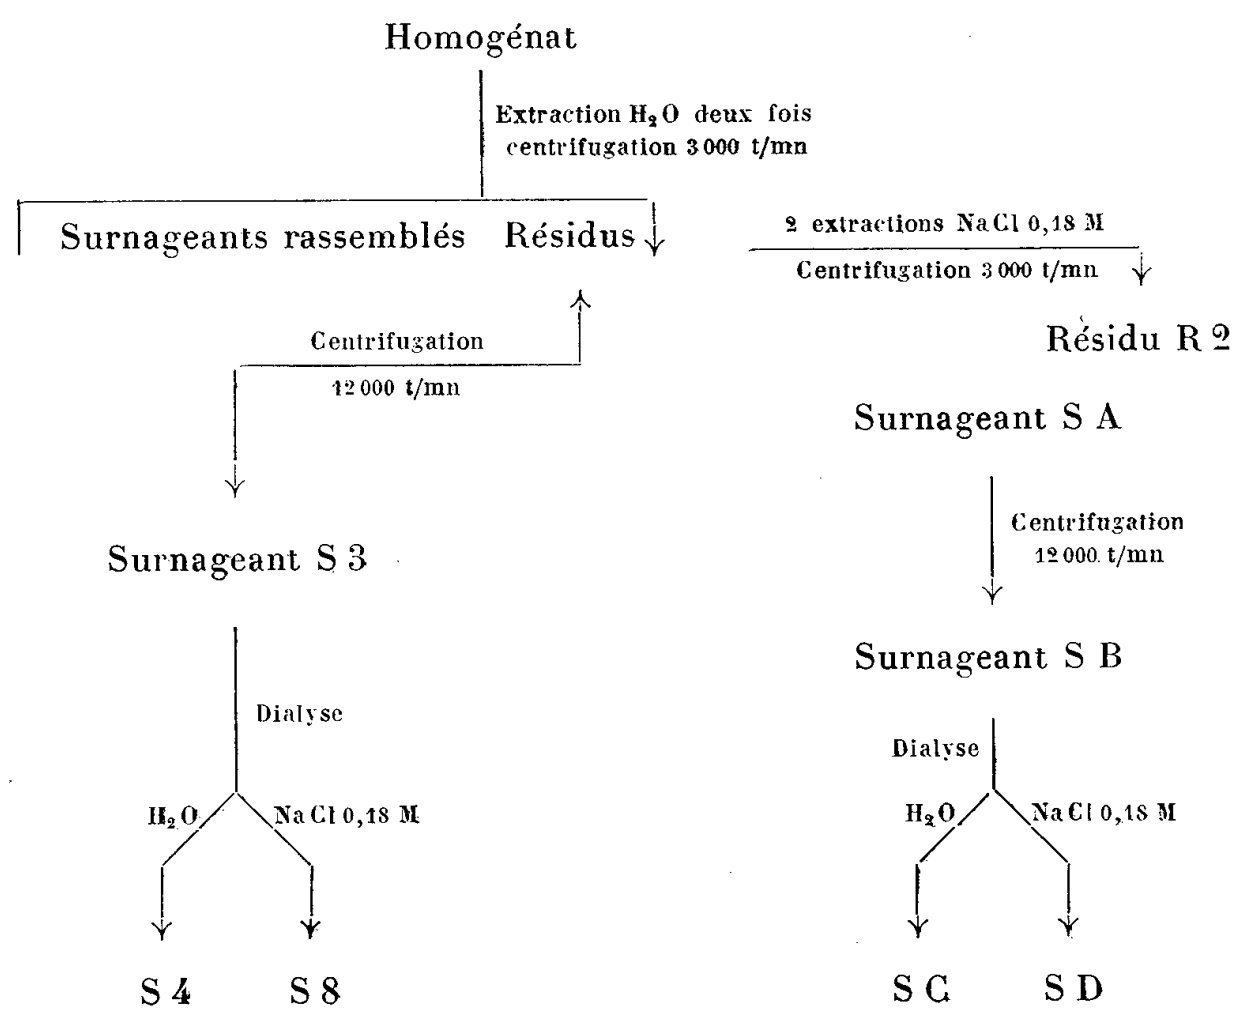 Homogénat
Extraction H₂O deux fois
centrifugation 3 000 t/mn
Surnageants rassemblés Résidus
2 extractions NaCl 0,18 M
Centrifugation 3 000 t/mn
Résidu R 2
Centrifugation
12 000 t/mn
Surnageant S A
Centrifugation
12 000 t/mn
Surnageant S 3
Surnageant S B
Dialyse
Dialyse
H₂O NaCl 0,18 M
H₂O NaCl 0,18 M
S 4 S 8
S C S D